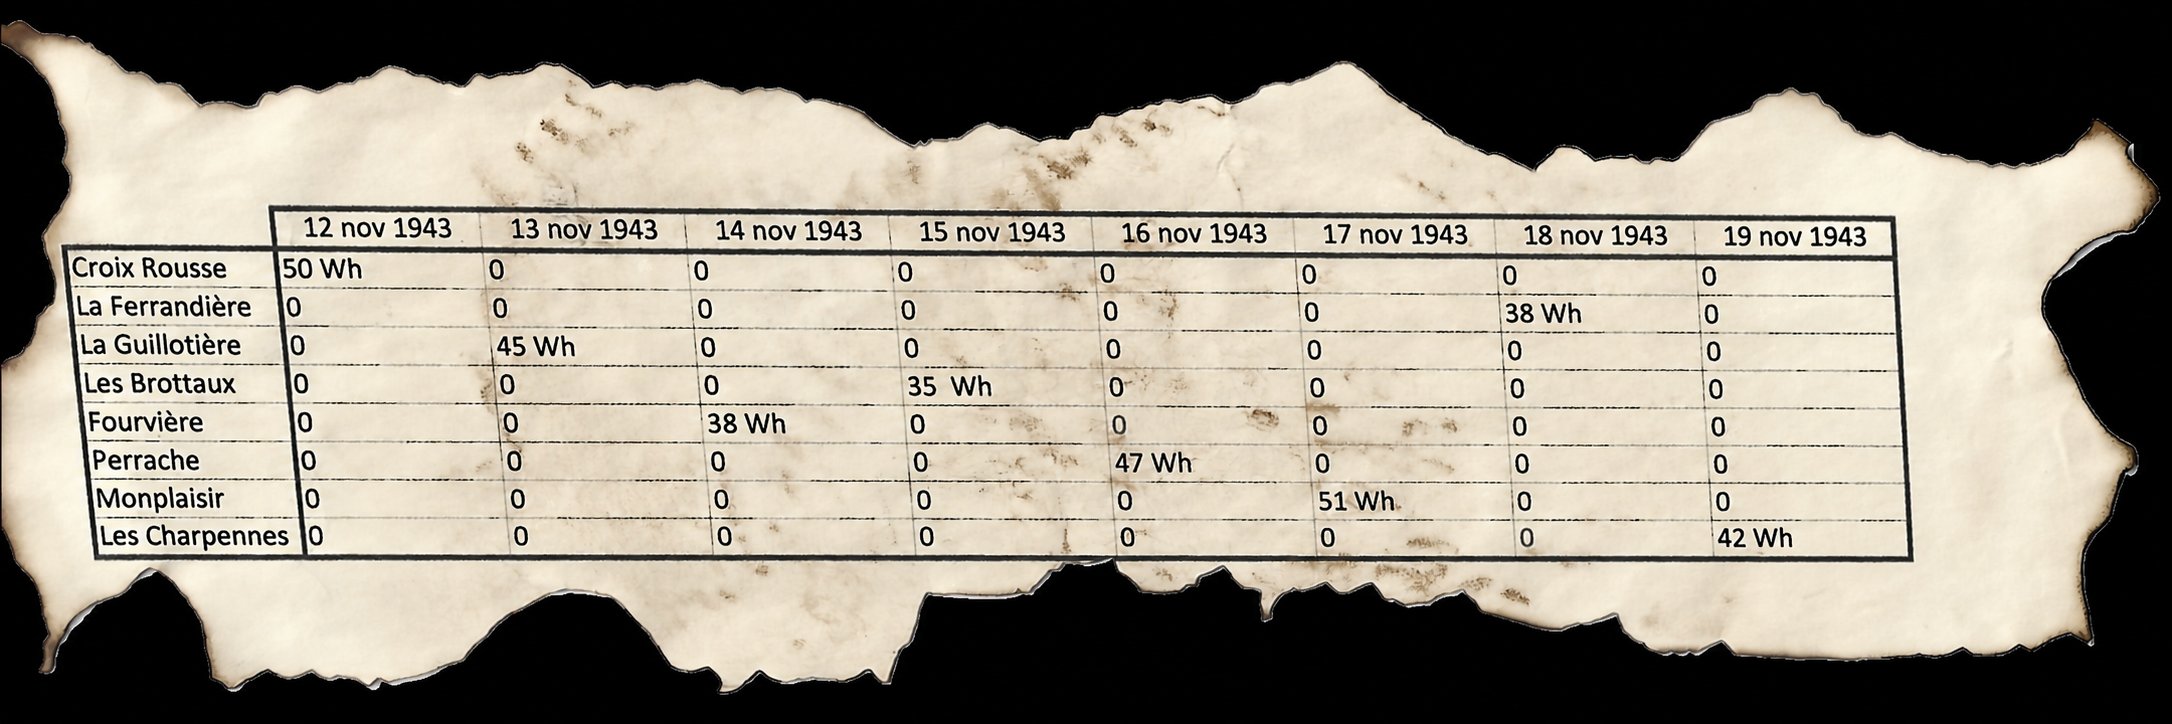 12 nov 1943 13 nov 1943 14 nov 1943 15 nov 1943 16 nov 1943 17 nov 1943 18 nov 1943 19 nov 1943
Croix Rousse 50 Wh 0 0 0 0 0 0 0
La Ferrandière 0 0 0 0 0 0 38 Wh 0
La Guillotière 0 45 Wh 0 0 0 0 0 0
Les Brottaux 0 0 0 35 Wh 0 0 0 0
Fourvière 0 0 38 Wh 0 0 0 0 0
Perrache 0 0 0 0 47 Wh 0 0 0
Monplaisir 0 0 0 0 0 51 Wh 0 0
Les Charpennes 0 0 0 0 0 0 0 42 Wh